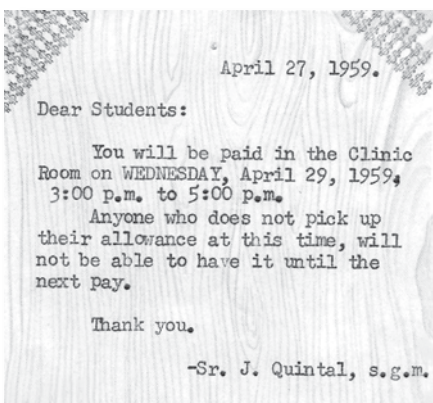 April 27, 1959.
Dear Students:
You will be paid in the Clinic
Room on WEDNESDAY, April 29, 1959,
3:00 p.m. to 5:00 p.m.
Anyone who does not pick up
their allowance at this time, will
not be able to have it until the
next pay.
Thank you.
-Sr. J. Quintal, s.g.m.